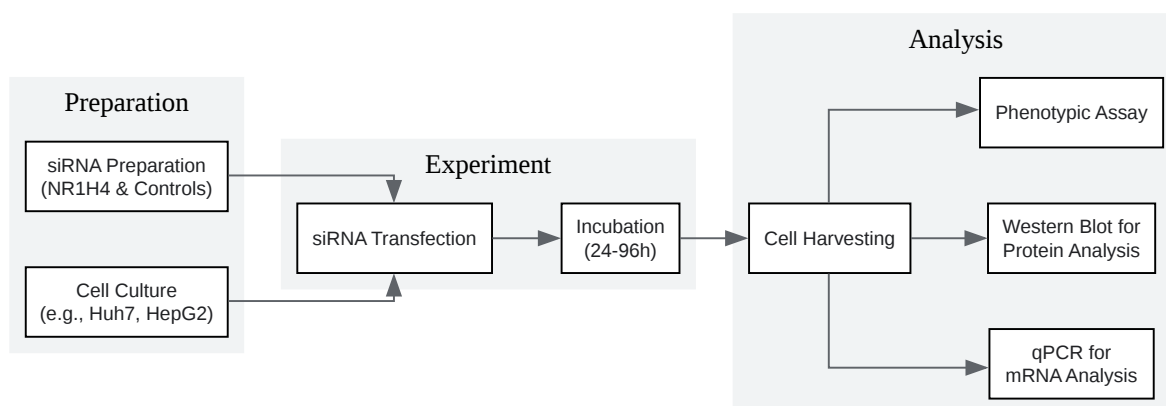 Preparation
siRNA Preparation
(NR1H4 & Controls)
Cell Culture
(e.g., Huh7, HepG2)
Experiment
siRNA Transfection
Incubation
(24-96h)
Analysis
Cell Harvesting
Phenotypic Assay
Western Blot for
Protein Analysis
qPCR for
mRNA Analysis